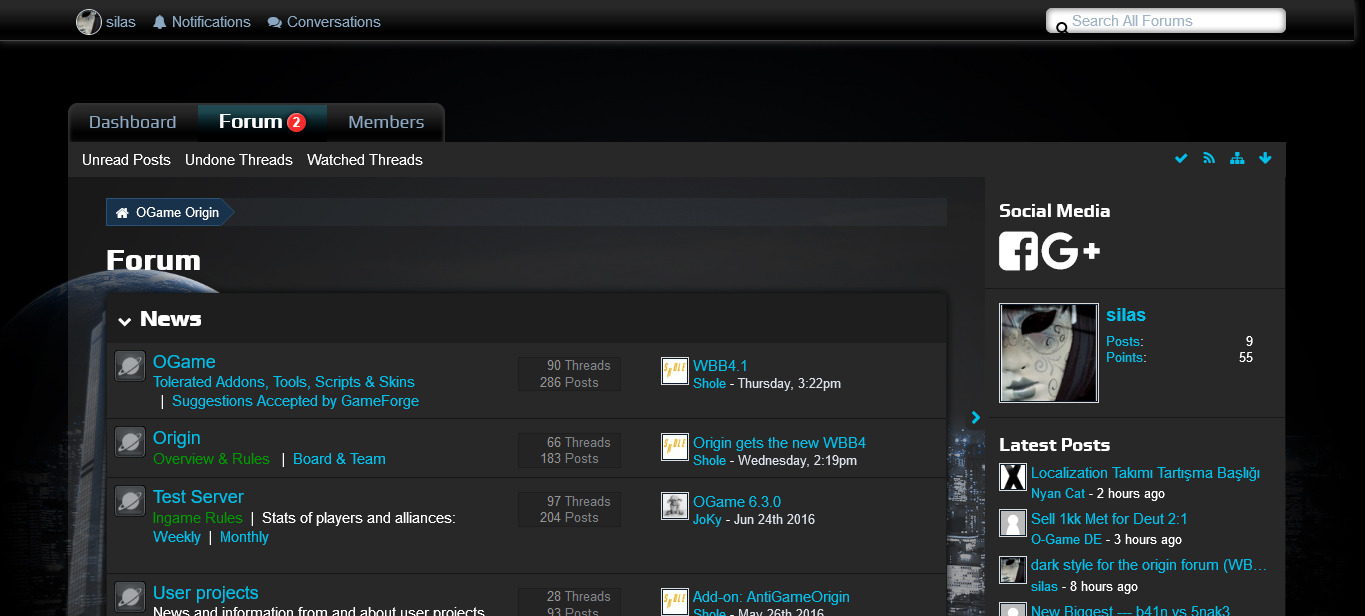 silas Notifications Conversations Search All Forums
Dashboard Forum 2 Members
Unread Posts Undone Threads Watched Threads
OGame Origin
Forum
News
OGame
Tolerated Addons, Tools, Scripts & Skins
| Suggestions Accepted by GameForge
90 Threads
286 Posts
WBB4.1
Shole - Thursday, 3:22pm
Origin
Overview & Rules | Board & Team
66 Threads
183 Posts
Origin gets the new WBB4
Shole - Wednesday, 2:19pm
Test Server
Ingame Rules | Stats of players and alliances:
Weekly | Monthly
97 Threads
204 Posts
OGame 6.3.0
JoKy - Jun 24th 2016
User projects
News and information from and about user projects
28 Threads
93 Posts
Add-on: AntiGameOrigin
Shole - May 26th 2016
Social Media
G+
silas
Posts: 9
Points: 55
Latest Posts
Localization Takımı Tartışma Başlığı
Nyan Cat - 2 hours ago
Sell 1kk Met for Deut 2:1
O-Game DE - 3 hours ago
dark style for the origin forum (WB…
silas - 8 hours ago
New Biggest --- b41n vs 5nak3